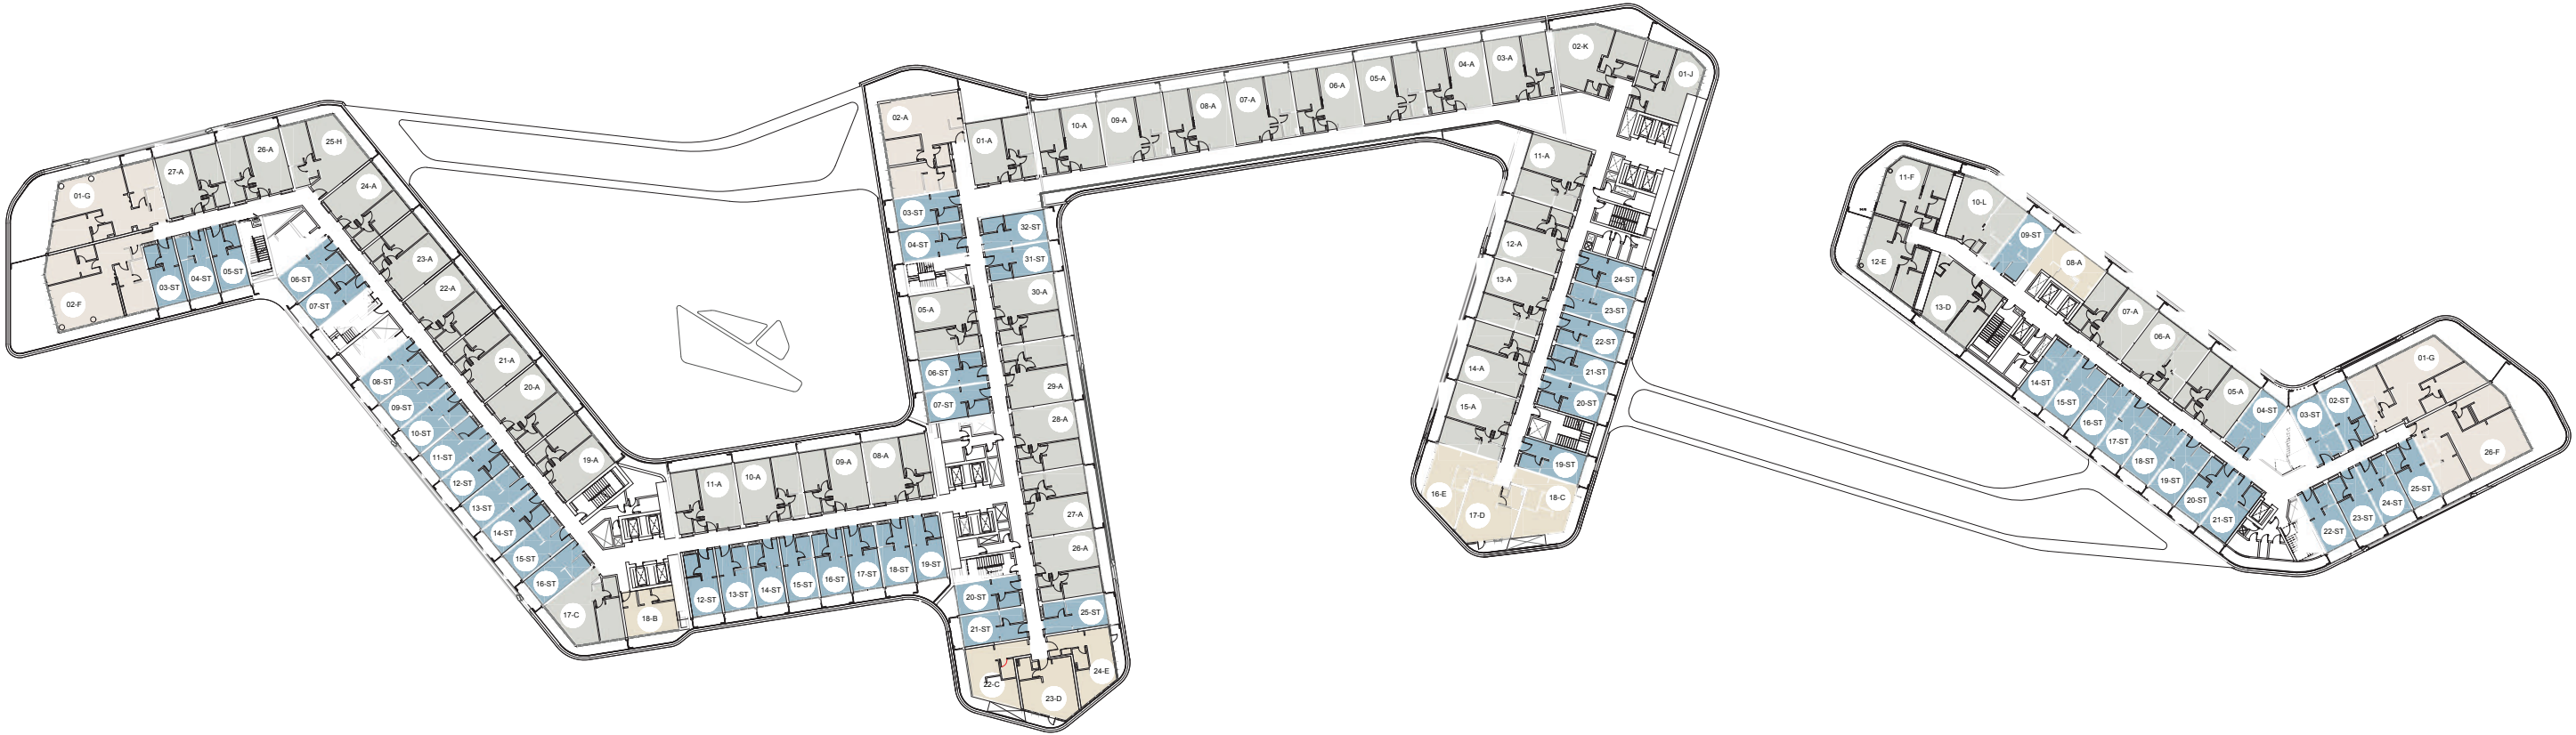 01-G
27-A
26-A
25-H
24-A
23-A
22-A
21-A
20-A
19-A
02-F
03-ST
04-ST
05-ST
06-ST
07-ST
08-ST
09-ST
10-ST
11-ST
12-ST
13-ST
14-ST
15-ST
16-ST
17-C
18-B
02-A
01-A
03-ST
04-ST
05-A
06-ST
07-ST
08-A
09-A
10-A
11-A
12-ST
13-ST
14-ST
15-ST
16-ST
17-ST
18-ST
19-ST
20-ST
21-ST
22-C
23-D
24-E
25-ST
26-A
27-A
28-A
29-A
30-A
31-ST
32-ST
10-A
09-A
08-A
07-A
06-A
05-A
04-A
03-A
02-K
01-J
11-A
12-A
13-A
14-A
15-A
16-E
17-D
18-C
19-ST
20-ST
21-ST
22-ST
23-ST
24-ST
11-F
10-L
09-ST
08-A
07-A
06-A
05-A
04-ST
03-ST
02-ST
01-G
12-E
13-D
14-ST
15-ST
16-ST
17-ST
18-ST
19-ST
20-ST
21-ST
22-ST
23-ST
24-ST
25-ST
26-F